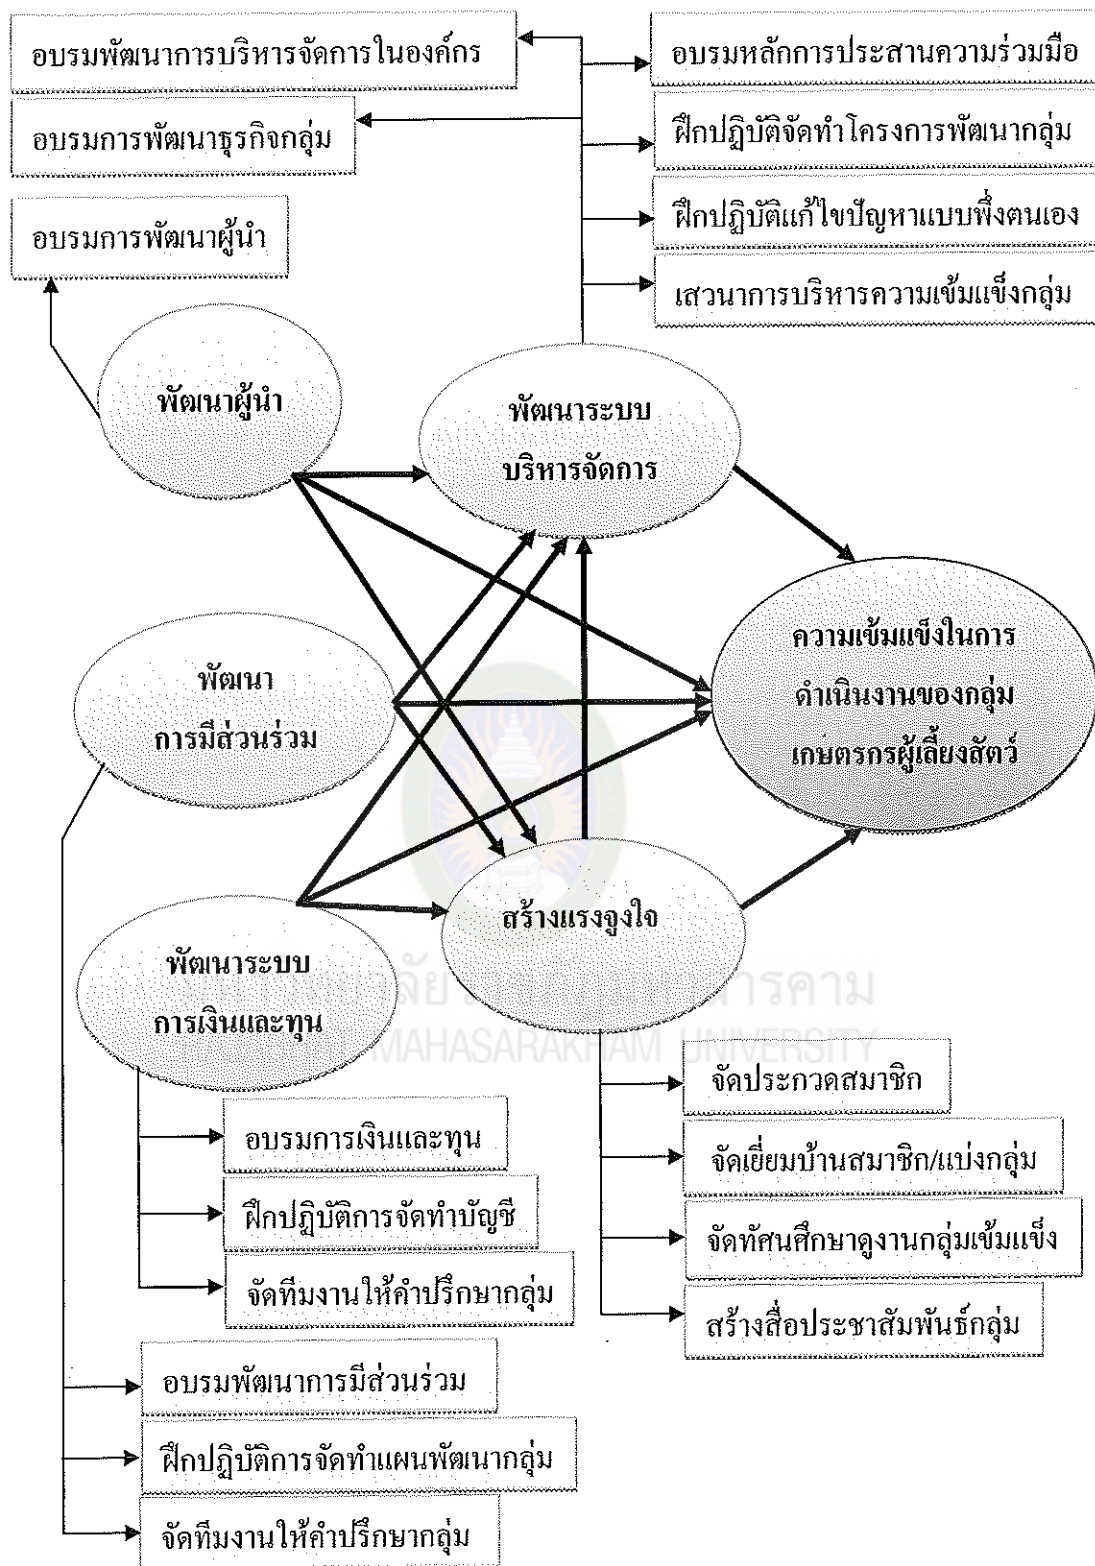 อบรมพัฒนาการบริหารจัดการในองค์กร
อบรมหลักการประสานความร่วมมือ
อบรมการพัฒนาธุรกิจกลุ่ม
ฝึกปฏิบัติจัดทำโครงการพัฒนากลุ่ม
อบรมการพัฒนาผู้นำ
ฝึกปฏิบัติแก้ไขปัญหาแบบพึ่งตนเอง
เสวนาการบริหารความเข้มแข็งกลุ่ม
พัฒนาผู้นำ
พัฒนาระบบ
บริหารจัดการ
ความเข้มแข็งในการ
ดำเนินงานของกลุ่ม
เกษตรกรผู้เลี้ยงสัตว์
พัฒนา
การมีส่วนร่วม
สร้างแรงจูงใจ
พัฒนาระบบ
การเงินและทุน
มหาวิทยาลัยราชภัฏมหาสารคาม
RAJABHAT MAHASARAKHAM UNIVERSITY
จัดประกวดสมาชิก
อบรมการเงินและทุน
จัดเยี่ยมบ้านสมาชิก/แบ่งกลุ่ม
ฝึกปฏิบัติการจัดทำบัญชี
จัดทัศนศึกษาดูงานกลุ่มเข้มแข็ง
จัดทีมงานให้คำปรึกษากลุ่ม
สร้างสื่อประชาสัมพันธ์กลุ่ม
อบรมพัฒนาการมีส่วนร่วม
ฝึกปฏิบัติการจัดทำแผนพัฒนากลุ่ม
จัดทีมงานให้คำปรึกษากลุ่ม